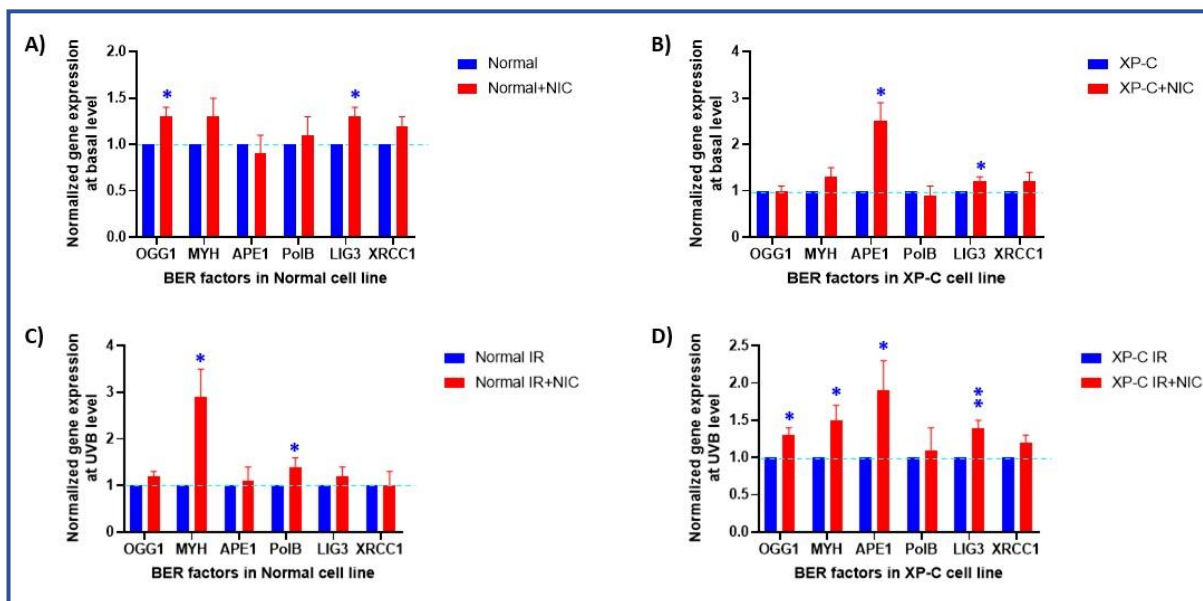 A)
Normalized gene expression
at basal level
2.0
1.5
1.0
0.5
0.0
OGG1 MYH APE1 PolB LIG3 XRCC1
BER factors in Normal cell line
*
*
Normal
Normal+NIC
B)
Normalized gene expression
at basal level
4
3
2
1
0
OGG1 MYH APE1 PolB LIG3 XRCC1
BER factors in XP-C cell line
*
*
XP-C
XP-C+NIC
C)
Normalized gene expression
at UVB level
4
3
2
1
0
OGG1 MYH APE1 PolB LIG3 XRCC1
BER factors in Normal cell line
*
*
Normal IR
Normal IR+NIC
D)
Normalized gene expression
at UVB level
2.5
2.0
1.5
1.0
0.5
0.0
OGG1 MYH APE1 PolB LIG3 XRCC1
BER factors in XP-C cell line
*
*
*
**
XP-C IR
XP-C IR+NIC